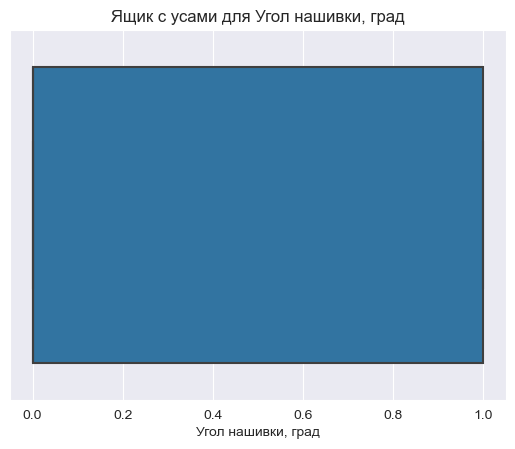 Ящик с усами для Угол нашивки, град
0.0 0.2 0.4 0.6 0.8 1.0
Угол нашивки, град